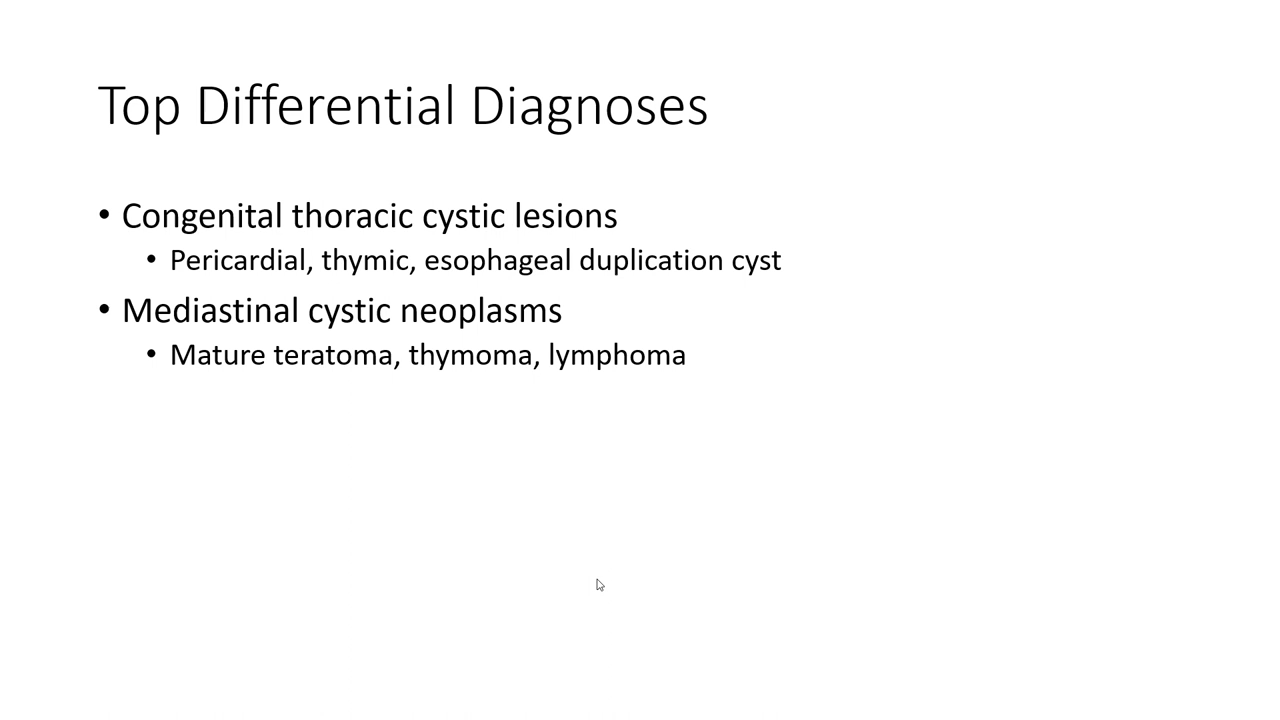 Top Differential Diagnoses
• Congenital thoracic cystic lesions
• Pericardial, thymic, esophageal duplication cyst
• Mediastinal cystic neoplasms
• Mature teratoma, thymoma, lymphoma